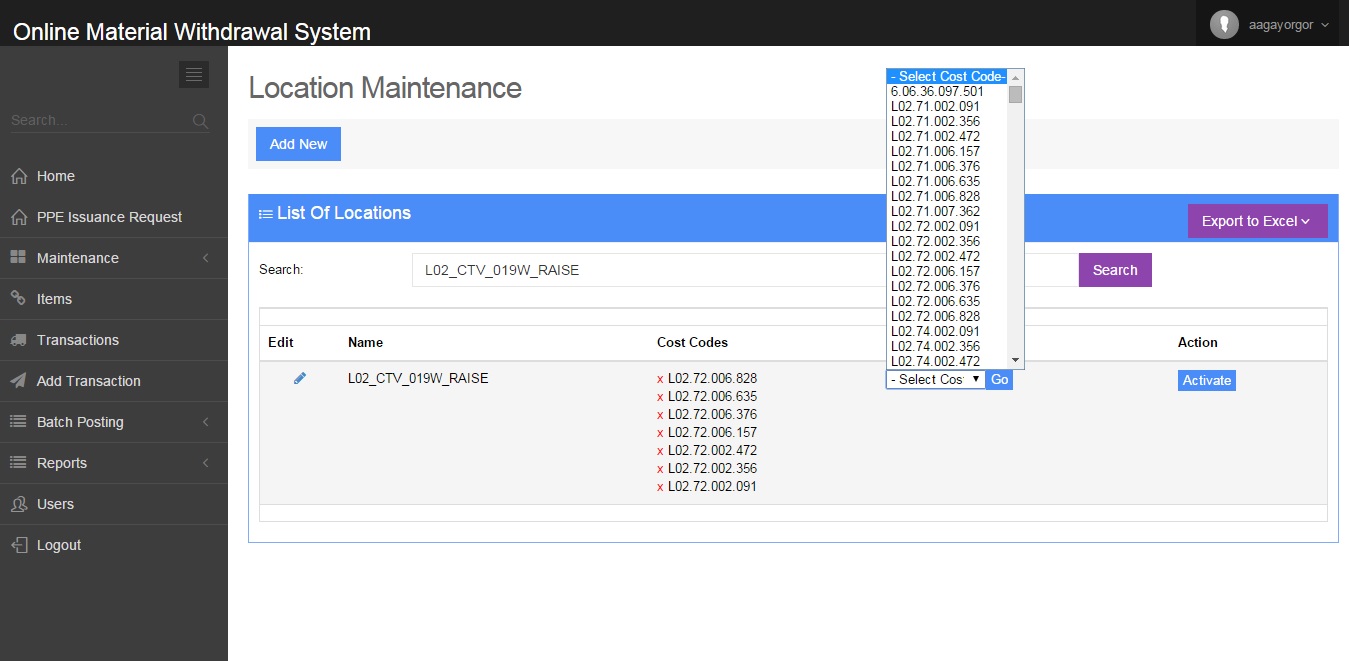 Online Material Withdrawal System
aagayorgor
Search...
Home
PPE Issuance Request
Maintenance
Items
Transactions
Add Transaction
Batch Posting
Reports
Users
Logout
Location Maintenance
Add New
List Of Locations
Export to Excel
Search:
L02_CTV_019W_RAISE
Search
Edit
Name
Cost Codes
Action
L02_CTV_019W_RAISE
x L02.72.006.828
x L02.72.006.635
x L02.72.006.376
x L02.72.006.157
x L02.72.002.472
x L02.72.002.356
x L02.72.002.091
- Select Cost Code-
6.06.36.097.501
L02.71.002.091
L02.71.002.356
L02.71.002.472
L02.71.006.157
L02.71.006.376
L02.71.006.635
L02.71.006.828
L02.71.007.362
L02.72.002.091
L02.72.002.356
L02.72.002.472
L02.72.006.157
L02.72.006.376
L02.72.006.635
L02.72.006.828
L02.74.002.091
L02.74.002.356
L02.74.002.472
- Select Cos
Go
Activate